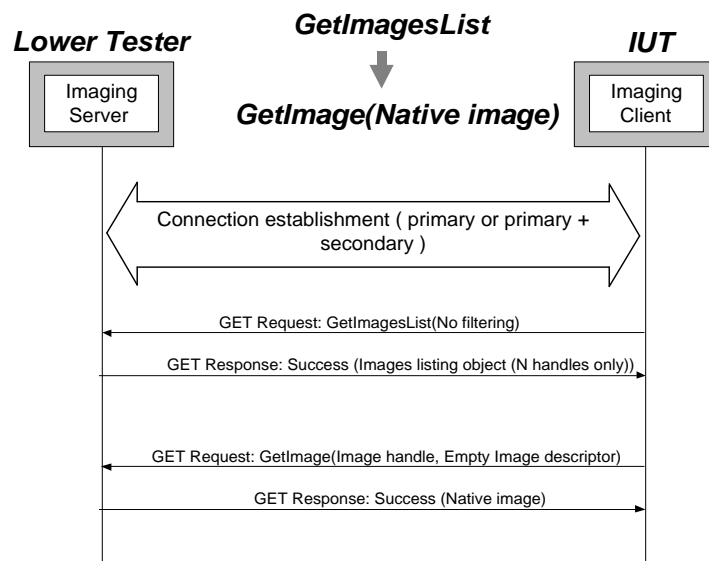 Lower Tester
GetImagesList
IUT
Imaging
Server
GetImage(Native image)
Imaging
Client
Connection establishment ( primary or primary +
secondary )
GET Request: GetImagesList(No filtering)
GET Response: Success (Images listing object (N handles only))
GET Request: GetImage(Image handle, Empty Image descriptor)
GET Response: Success (Native image)